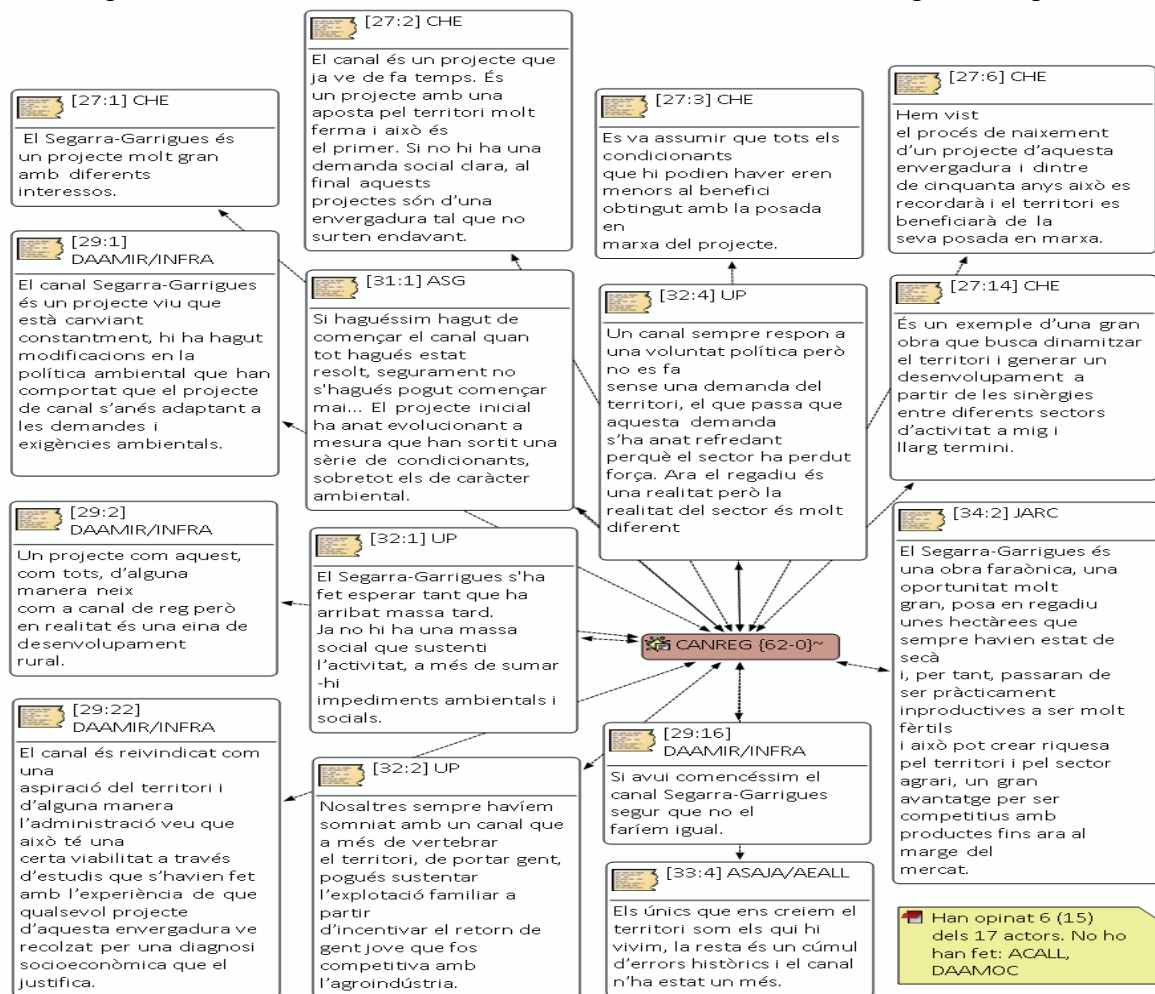 [27:1] CHE
El Segarra-Garrigues és
un projecte molt gran
amb diferents
interessos.
[27:2] CHE
El canal és un projecte que
ja ve de fa temps. És
un projecte amb una
aposta pel territori molt
ferma i això és
el primer. Si no hi ha una
demanda social clara, al
final aquests
projectes són d'una
envergadura tal que no
surten endavant.
[27:3] CHE
Es va assumir que tots els
condicionants
que hi podien haver eren
menors al benefici
obtingut amb la posada
en
marxa del projecte.
[27:6] CHE
Hem vist
el procés de naixement
d'un projecte d'aquesta
envergadura i dintre
de cinquanta anys això es
recordarà i el territori es
beneficiarà de la
seva posada en marxa.
[29:1]
DAAMIR/INFRA
El canal Segarra-Garrigues
és un projecte viu que
està canviant
constantment, hi ha hagut
modificacions en la
política ambiental que han
comportat que el projecte
de canal s'anés adaptant a
les demandes i
exigències ambientals.
[31:1] ASG
Si haguéssim hagut de
començar el canal quan
tot hagués estat
resolt, segurament no
s'hagués pogut començar
mai... El projecte inicial
ha anat evolucionant a
mesura que han sortit una
sèrie de condicionants,
sobretot els de caràcter
ambiental.
[32:4] UP
Un canal sempre respon a
una voluntat política però
no es fa
sense una demanda del
territori, el que passa que
aquesta demanda
s'ha anat refredant
perquè el sector ha perdut
força. Ara el regadiu és
una realitat però la
realitat del sector és molt
diferent
[27:14] CHE
És un exemple d'una gran
obra que busca dinamitzar
el territori i generar un
desenvolupament a
partir de les sinèrgies
entre diferents sectors
d'activitat a mig i
llarg termini.
[29:2]
DAAMIR/INFRA
Un projecte com aquest,
com tots, d'alguna
manera neix
com a canal de reg però
en realitat és una eina de
desenvolupament
rural.
[32:1] UP
El Segarra-Garrigues s'ha
fet esperar tant que ha
arribat massa tard.
Ja no hi ha una massa
social que sustenti
l'activitat, a més de sumar
-hi
impediments ambientals i
socials.
CANREG {62-0}~
[34:2] JARC
El Segarra-Garrigues és
una obra faraònica, una
oportunitat molt
gran, posa en regadiu
unes hectàrees que
sempre havien estat de
secà
i, per tant, passaran de
ser pràcticament
inproductives a ser molt
fèrtils
i això pot crear riquesa
pel territori i pel sector
agrari, un gran
avantatge per ser
competitius amb
productes fins ara al
marge del
mercat.
[29:22]
DAAMIR/INFRA
El canal és reivindicat com
una
aspiració del territori i
d'alguna manera
l'administració veu que
això té una
certa viabilitat a través
d'estudis que s'havien fet
amb l'experiència de que
qualsevol projecte
d'aquesta envergadura ve
recolzat per una diagnosi
socioeconòmica que el
justifica.
[32:2] UP
Nosaltres sempre havíem
somniat amb un canal que
a més de vertebrar
el territori, de portar gent,
pogués sustentar
l'explotació familiar a
partir
d'incentivar el retorn de
gent jove que fos
competitiva amb
l'agroindústria.
[29:16]
DAAMIR/INFRA
Si avui comencéssim el
canal Segarra-Garrigues
segur que no el
faríem igual.
[33:4] ASAJA/AEALL
Els únics que ens creiem el
territori som els qui hi
vivim, la resta és un cúmul
d'errors històrics i el canal
n'ha estat un més.
Han opinat 6 (15)
dels 17 actors. No ho
han fet: ACALL,
DAAMOC